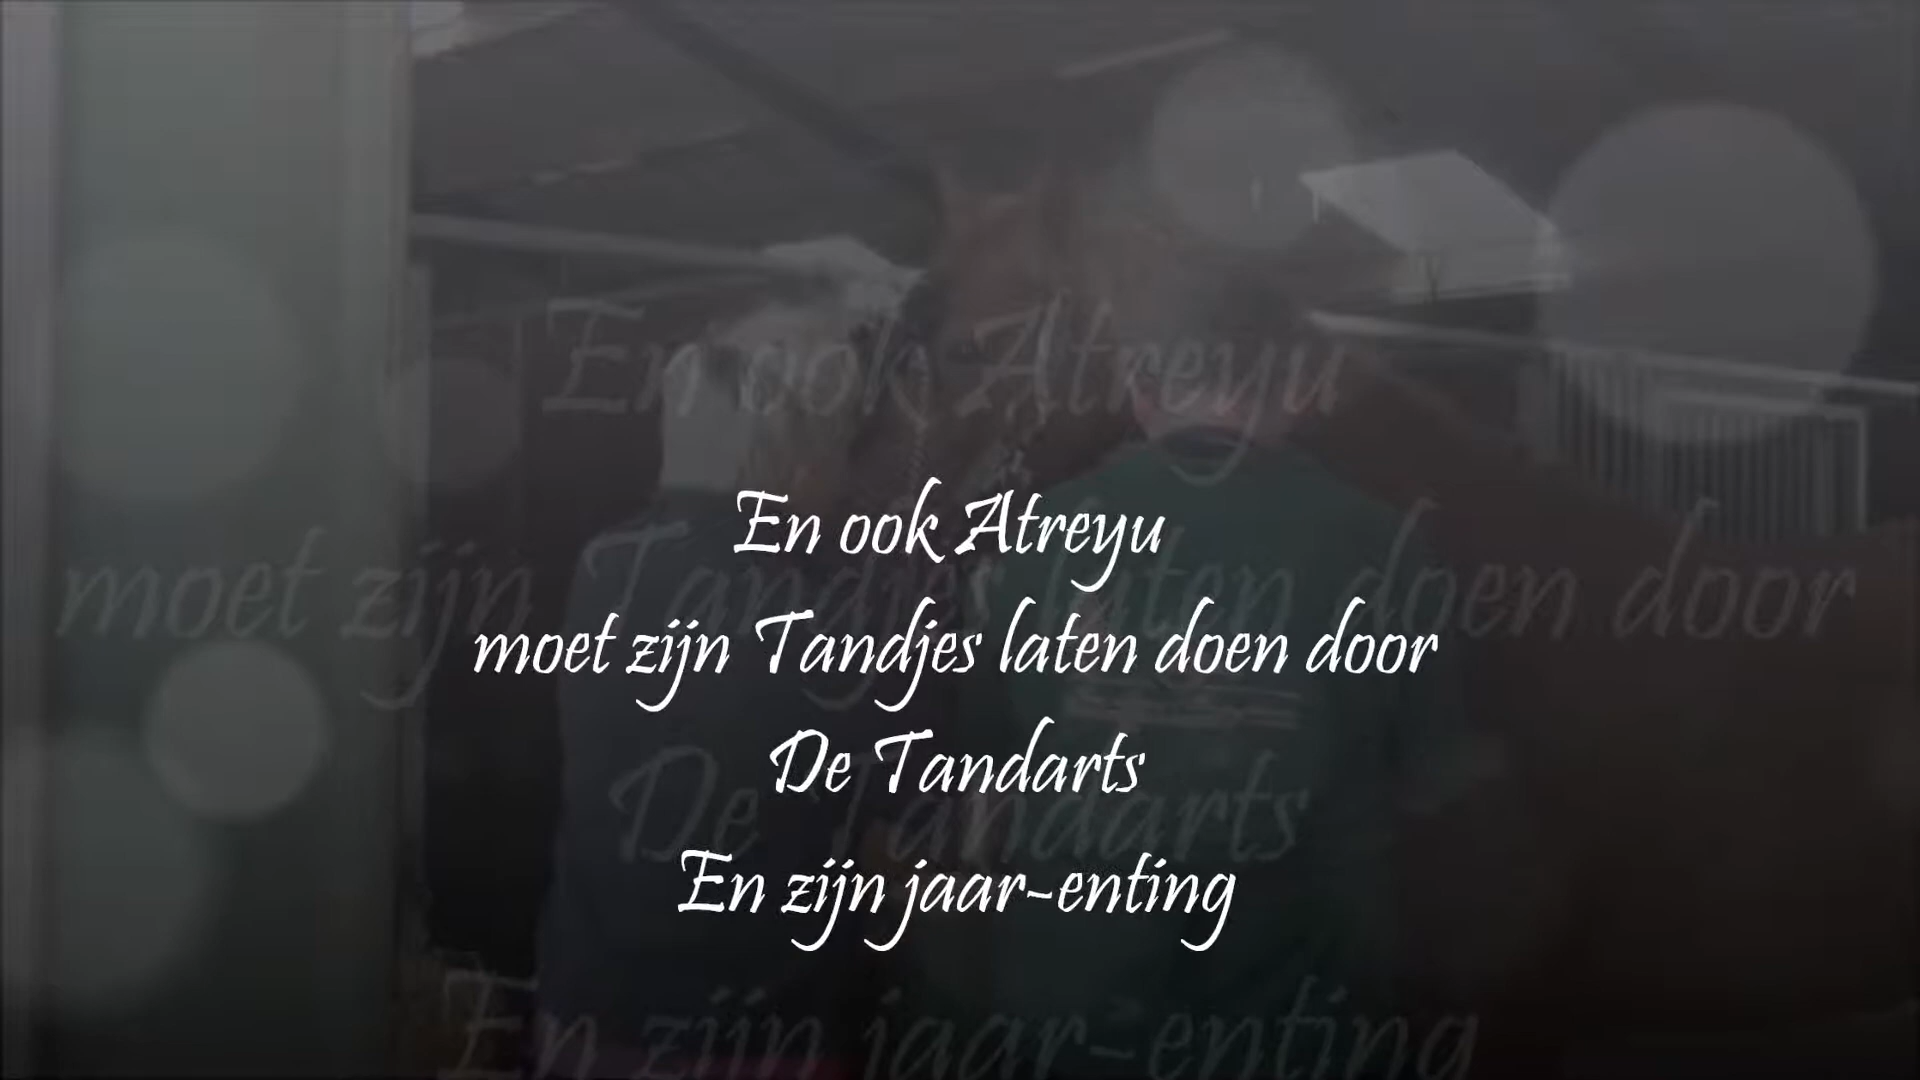 En ook Atreyu
moet zijn Tandjes laten doen door
De Tandarts
En zijn jaar-enting